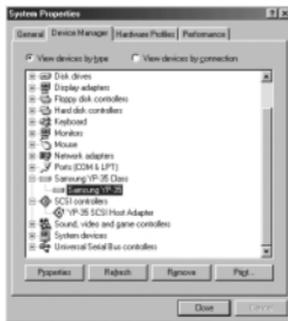 System Properties
General Device Manager Hardware Profiles Performance
View devices by type View devices by connection
Disk drives
Display adapters
Floppy disk controllers
Hard disk controllers
Keyboard
Monitors
Mouse
Network adapters
Ports (COM & LPT)
Samsung YP-35 Class
Samsung YP-35
SCSI controllers
YP-35 SCSI Host Adapter
Sound, video and game controllers
System devices
Universal Serial Bus controllers
Properties Refresh Remove Print...
Close Cancel